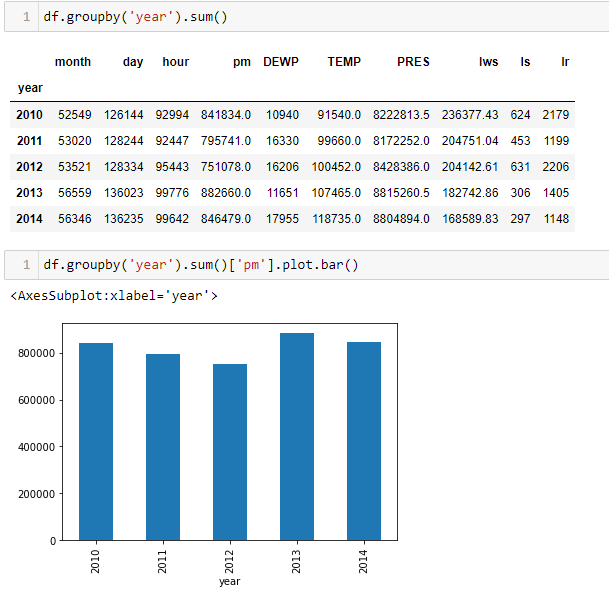 1 df.groupby('year').sum()
month day hour pm DEWP TEMP PRES Iws Is Ir
year
2010 52549 126144 92994 841834.0 10940 91540.0 8222813.5 236377.43 624 2179
2011 53020 128244 92447 795741.0 16330 99660.0 8172252.0 204751.04 453 1199
2012 53521 128334 95443 751078.0 16206 100452.0 8428386.0 204142.61 631 2206
2013 56559 136023 99776 882660.0 11651 107465.0 8815260.5 182742.86 306 1405
2014 56346 136235 99642 846479.0 17955 118735.0 8804894.0 168589.83 297 1148
1 df.groupby('year').sum()['pm'].plot.bar()
<AxesSubplot:xlabel='year'>
800000
600000
400000
200000
0
2010 2011 2012 2013 2014
year